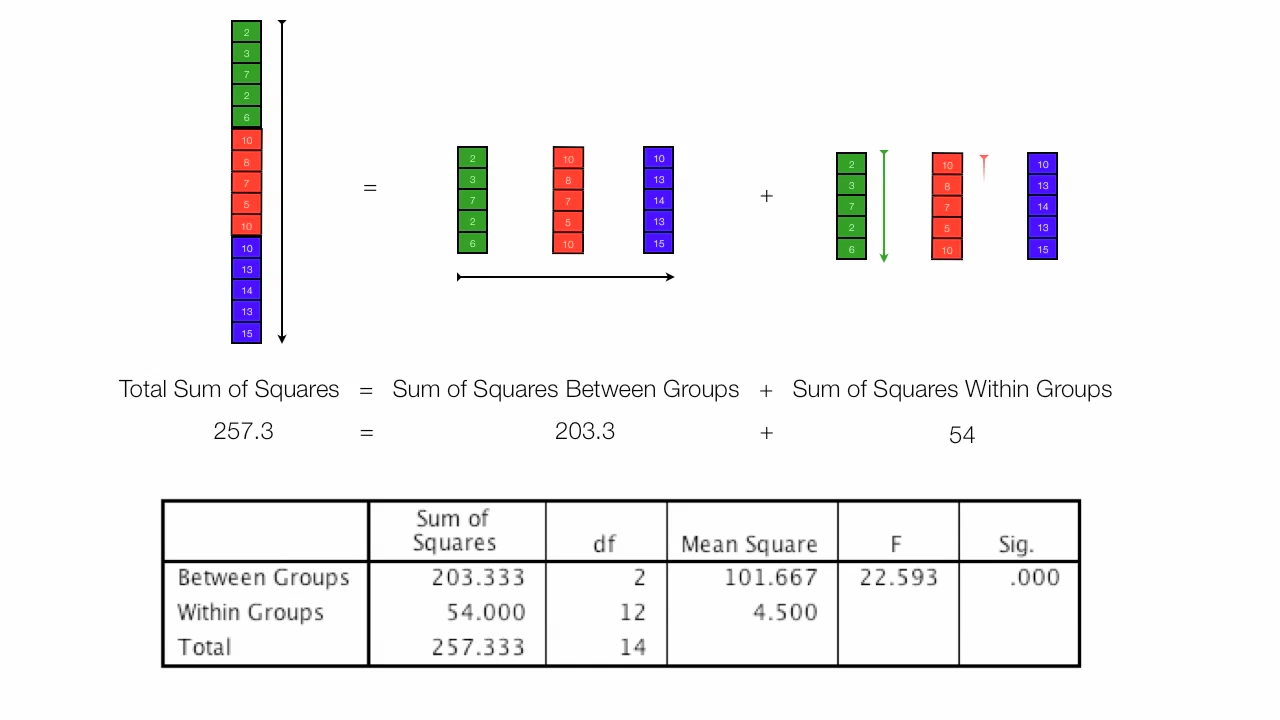 2
3
7
2
6
10
8
7
5
10
10
13
14
13
15
=
2 10 10
3 8 13
7 7 14
2 5 13
6 10 15
+
2 10 10
3 8 13
7 7 14
2 5 13
6 10 15
Total Sum of Squares = Sum of Squares Between Groups + Sum of Squares Within Groups
257.3 = 203.3 + 54
Sum of
Squares df Mean Square F Sig.
Between Groups 203.333 2 101.667 22.593 .000
Within Groups 54.000 12 4.500
Total 257.333 14